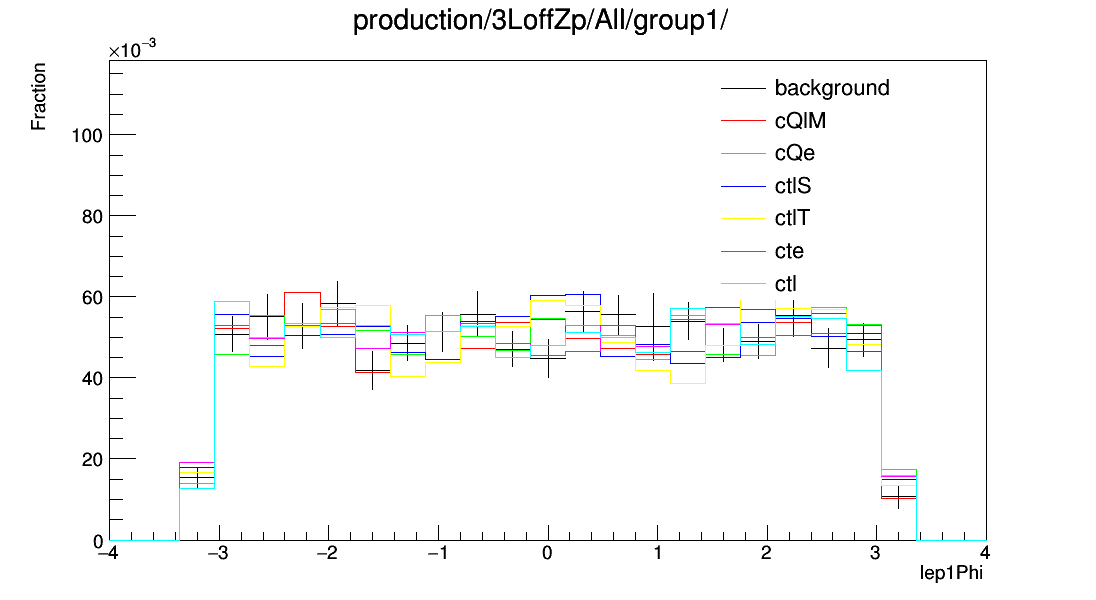 production/3LoffZp/All/group1/
×10⁻³
Fraction
background
cQlM
cQe
ctlS
ctlT
cte
ctl
100
80
60
40
20
0
−4 −3 −2 −1 0 1 2 3 4
lep1Phi